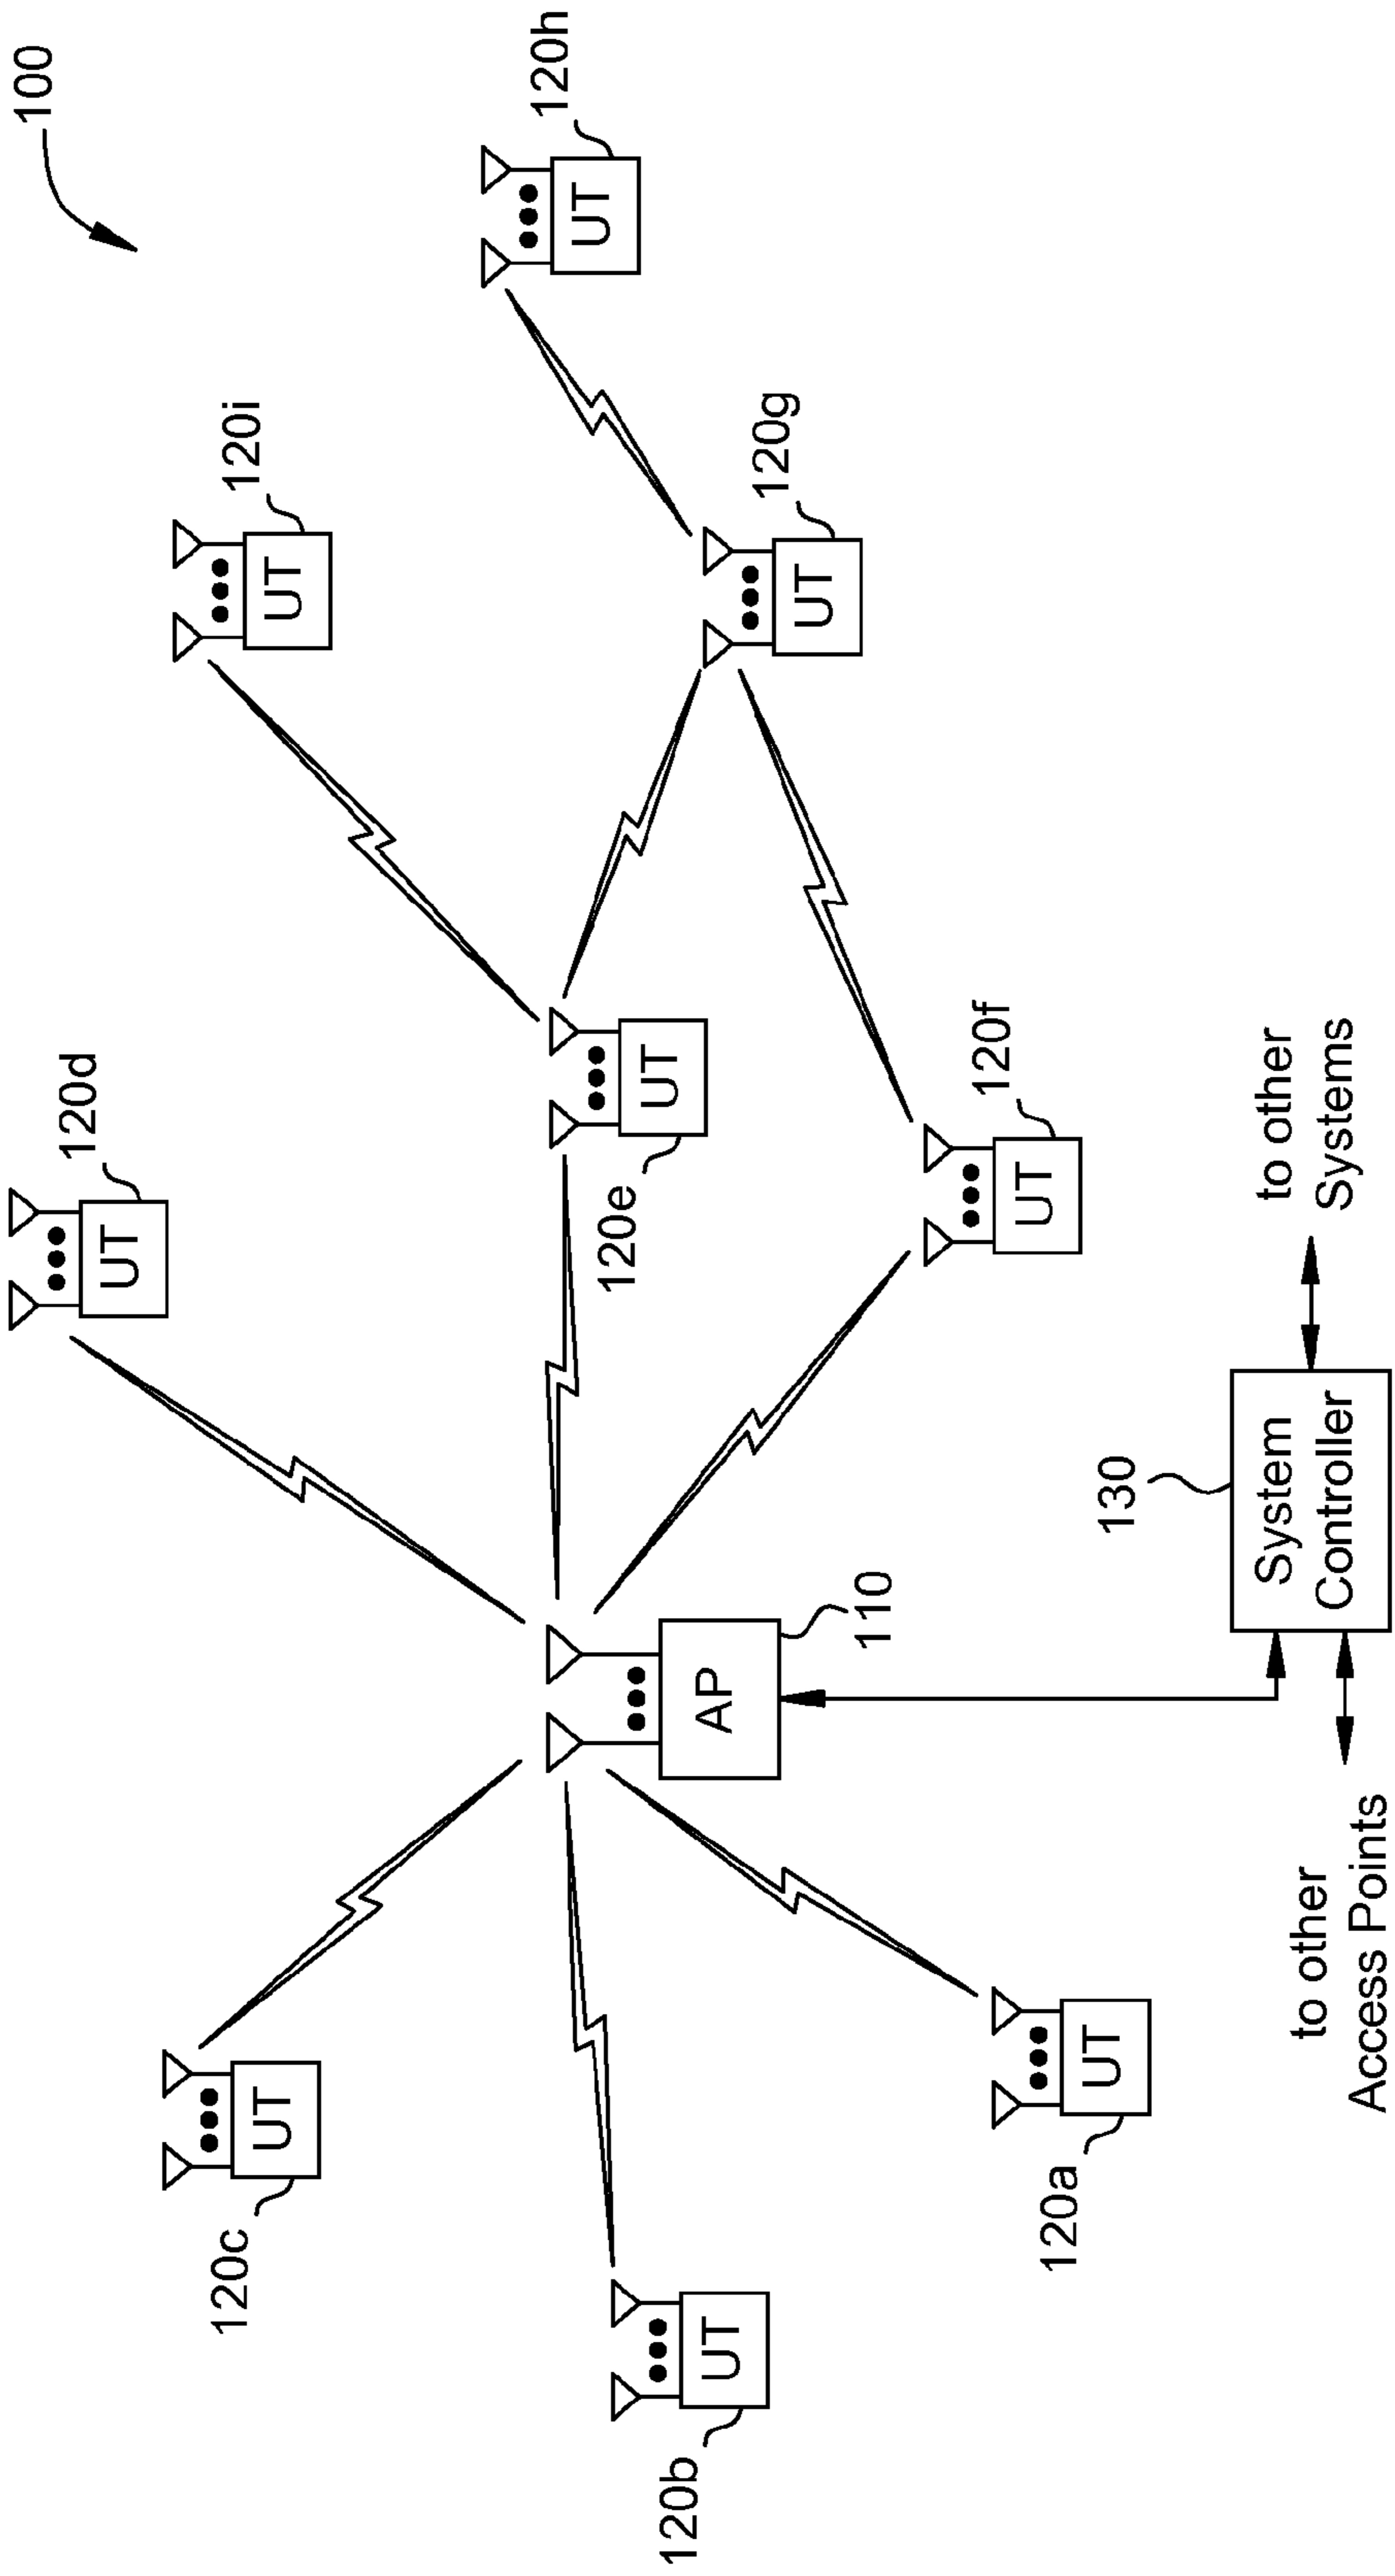 100
120d
UT
120i
UT
120h
UT
120c
UT
120e
UT
120g
UT
120b
UT
AP
110
120f
UT
120a
UT
130
System
Controller
to other
Systems
to other
Access Points